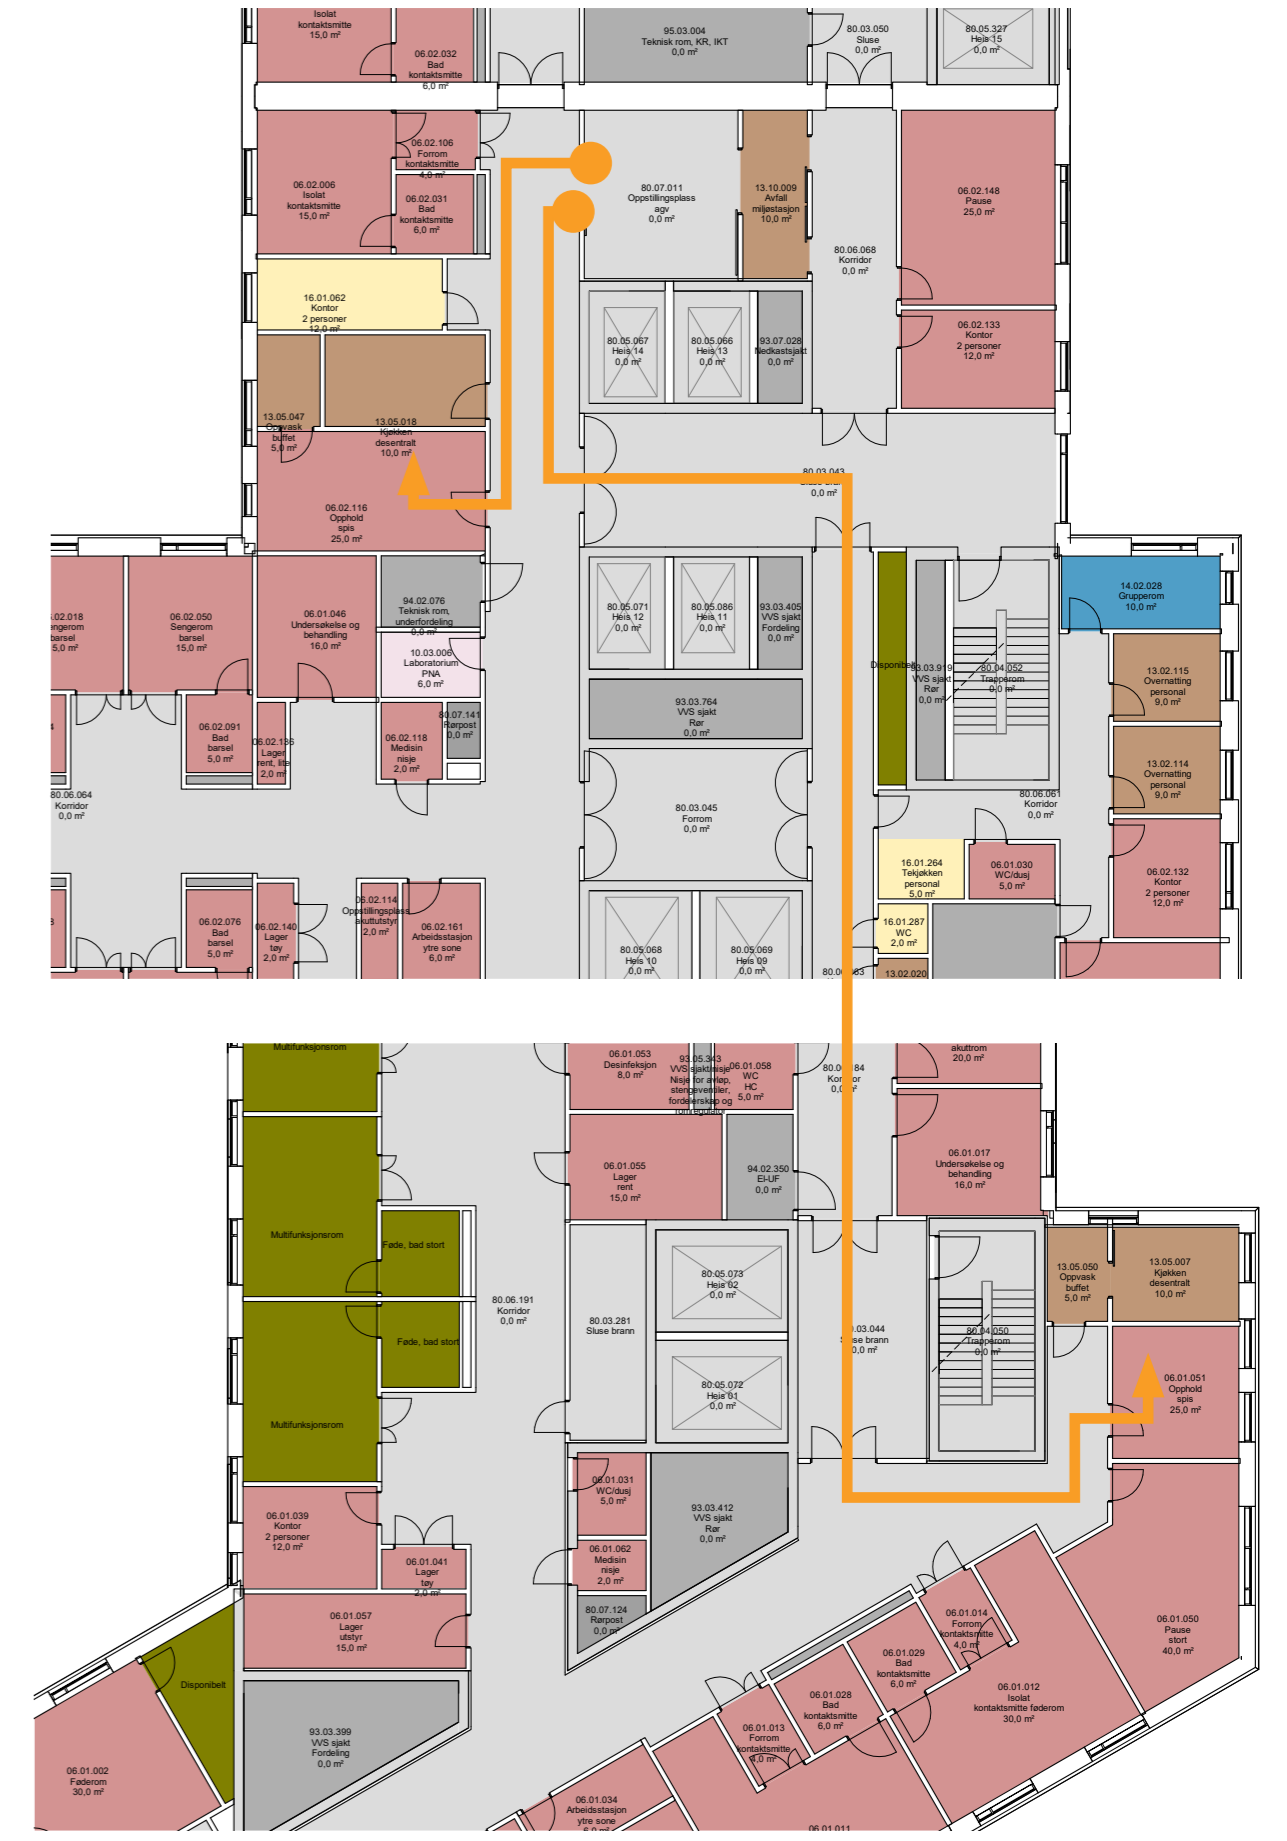 Isolat
kontaktsmitte
15,0 m²
06.02.032
Bad
kontaktsmitte
6,0 m²
95.03.004
Teknisk rom, KR, IKT
0,0 m²
80.03.050
Sluse
0,0 m²
80.05.327
Heis 15
0,0 m²
06.02.106
Forrom
kontaktsmitte
4,0 m²
06.02.006
Isolat
kontaktsmitte
15,0 m²
06.02.031
Bad
kontaktsmitte
6,0 m²
80.07.011
Oppstillingsplass
agv
0,0 m²
13.10.009
Avfall
miljøstasjon
10,0 m²
06.02.148
Pause
25,0 m²
80.06.068
Korridor
0,0 m²
16.01.062
Kontor
2 personer
12,0 m²
80.05.067
Heis 14
0,0 m²
80.05.066
Heis 13
0,0 m²
93.07.028
Nedkastsjakt
0,0 m²
06.02.133
Kontor
2 personer
12,0 m²
13.05.047
Oppvask
buffet
5,0 m²
13.05.018
Kjøkken
desentralt
10,0 m²
80.03.043
0,0 m²
06.02.116
Opphold
spis
25,0 m²
02.018
engerom
barsel
5,0 m²
06.02.050
Sengerom
barsel
15,0 m²
06.01.046
Undersøkelse og
behandling
16,0 m²
94.02.076
Teknisk rom,
underfordeling
0,0 m²
10.03.006
Laboratorium
PNA
6,0 m²
80.05.071
Heis 12
0,0 m²
80.05.086
Heis 11
0,0 m²
93.03.405
VVS sjakt
Fordeling
0,0 m²
14.02.028
Grupperom
10,0 m²
Disponibelt
93.03.919
VVS sjakt
Rør
0,0 m²
80.04.052
Trapperom
0,0 m²
13.02.115
Overnatting
personal
9,0 m²
93.03.764
VVS sjakt
Rør
0,0 m²
06.02.091
Bad
barsel
5,0 m²
06.02.136
Lager
rent, lite
2,0 m²
06.02.118
Medisin
nisje
2,0 m²
80.07.141
Rørpost
0,0 m²
13.02.114
Overnatting
personal
9,0 m²
80.06.064
Korridor
0,0 m²
80.03.045
Forrom
0,0 m²
80.06.061
Korridor
0,0 m²
16.01.264
Tekjøkken
personal
5,0 m²
06.01.030
WC/dusj
5,0 m²
06.02.132
Kontor
2 personer
12,0 m²
06.02.076
Bad
barsel
5,0 m²
06.02.140
Lager
tøy
2,0 m²
06.02.114
Oppstillingsplass
akuttutstyr
2,0 m²
06.02.161
Arbeidsstasjon
ytre sone
6,0 m²
16.01.287
WC
2,0 m²
80.05.068
Heis 10
0,0 m²
80.05.069
Heis 09
0,0 m²
13.02.020
Multifunksjonsrom
06.01.053
Desinfeksjon
8,0 m²
93.05.343
VVS sjakt/nisje
Nisje for avløp,
stengeventiler,
fordelerskap og
romregulator
06.01.058
WC
HC
5,0 m²
Korridor
akuttrom
20,0 m²
06.01.055
Lager
rent
15,0 m²
94.02.350
El-UF
0,0 m²
06.01.017
Undersøkelse og
behandling
16,0 m²
Multifunksjonsrom
Føde, bad stort
80.05.073
Heis 02
0,0 m²
13.05.050
Oppvask
buffet
5,0 m²
13.05.007
Kjøkken
desentralt
10,0 m²
80.06.191
Korridor
0,0 m²
80.03.281
Sluse brann
03.044
brann
0,0 m²
80.04.050
Trapperom
0,0 m²
Føde, bad stort
80.05.072
Heis 01
0,0 m²
06.01.051
Opphold
spis
25,0 m²
Multifunksjonsrom
06.01.031
WC/dusj
5,0 m²
93.03.412
VVS sjakt
Rør
0,0 m²
06.01.039
Kontor
2 personer
12,0 m²
06.01.041
Lager
tøy
2,0 m²
06.01.062
Medisin
nisje
2,0 m²
80.07.124
Rørpost
0,0 m²
06.01.057
Lager
utstyr
15,0 m²
06.01.014
Forrom
kontaktsmitte
4,0 m²
06.01.050
Pause
stort
40,0 m²
06.01.029
Bad
kontaktsmitte
6,0 m²
Disponibelt
06.01.028
Bad
kontaktsmitte
6,0 m²
06.01.012
Isolat
kontaktsmitte føderom
30,0 m²
93.03.399
VVS sjakt
Fordeling
0,0 m²
06.01.013
Forrom
kontaktsmitte
4,0 m²
06.01.002
Føderom
30,0 m²
06.01.034
Arbeidsstasjon
ytre sone
6,0 m²
06.01.011